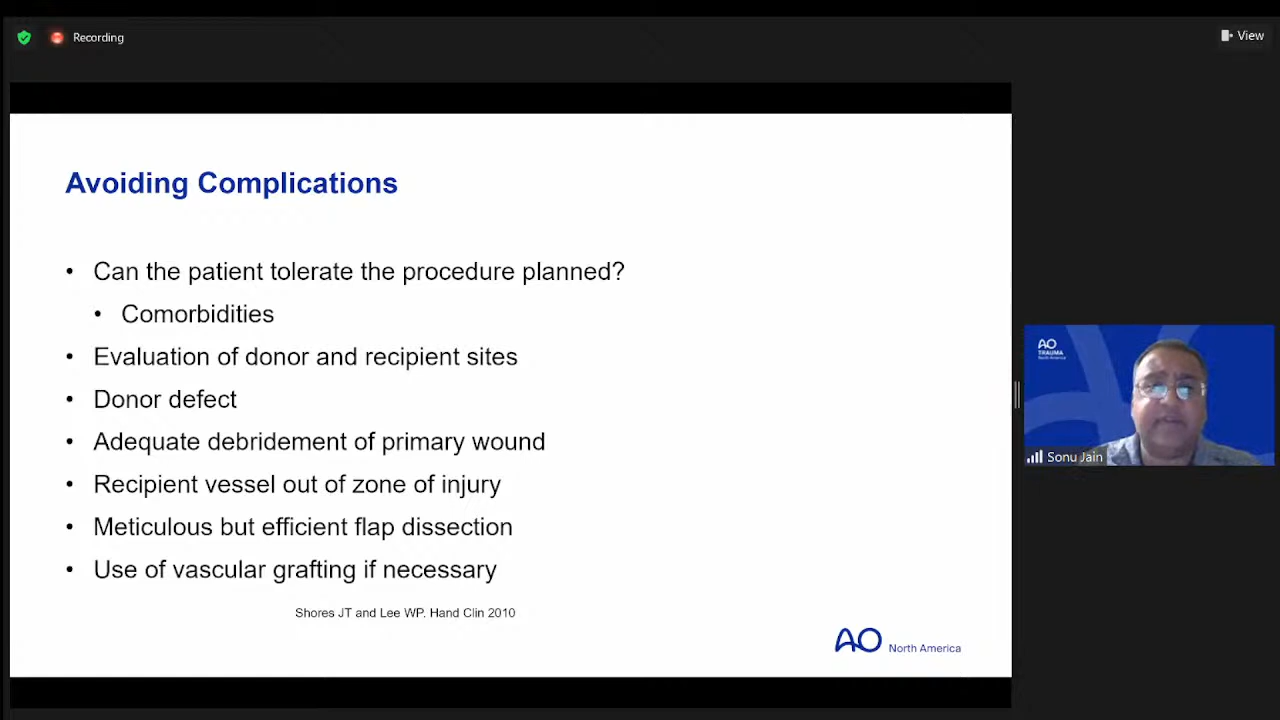 Recording
View
Avoiding Complications
• Can the patient tolerate the procedure planned?
• Comorbidities
• Evaluation of donor and recipient sites
• Donor defect
• Adequate debridement of primary wound
• Recipient vessel out of zone of injury
• Meticulous but efficient flap dissection
• Use of vascular grafting if necessary
Shores JT and Lee WP. Hand Clin 2010
AO North America
AO
TRAUMA
North America
Sonu Jain